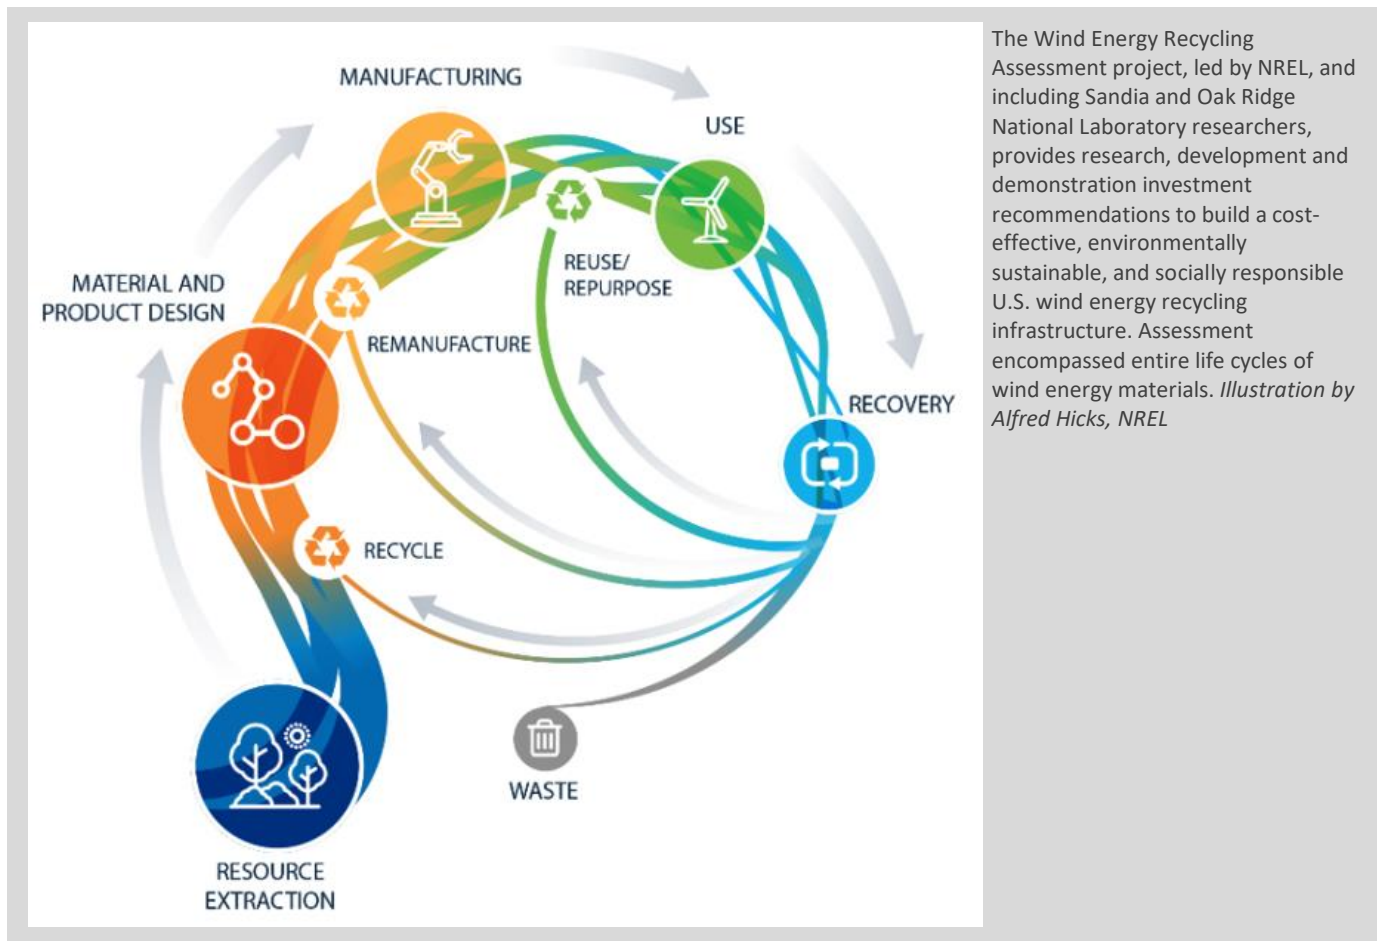 MANUFACTURING
USE
MATERIAL AND
PRODUCT DESIGN
REUSE/
REPURPOSE
REMANUFACTURE
RECOVERY
RECYCLE
WASTE
RESOURCE
EXTRACTION
The Wind Energy Recycling
Assessment project, led by NREL, and
including Sandia and Oak Ridge
National Laboratory researchers,
provides research, development and
demonstration investment
recommendations to build a cost-
effective, environmentally
sustainable, and socially responsible
U.S. wind energy recycling
infrastructure. Assessment
encompassed entire life cycles of
wind energy materials. Illustration by
Alfred Hicks, NREL